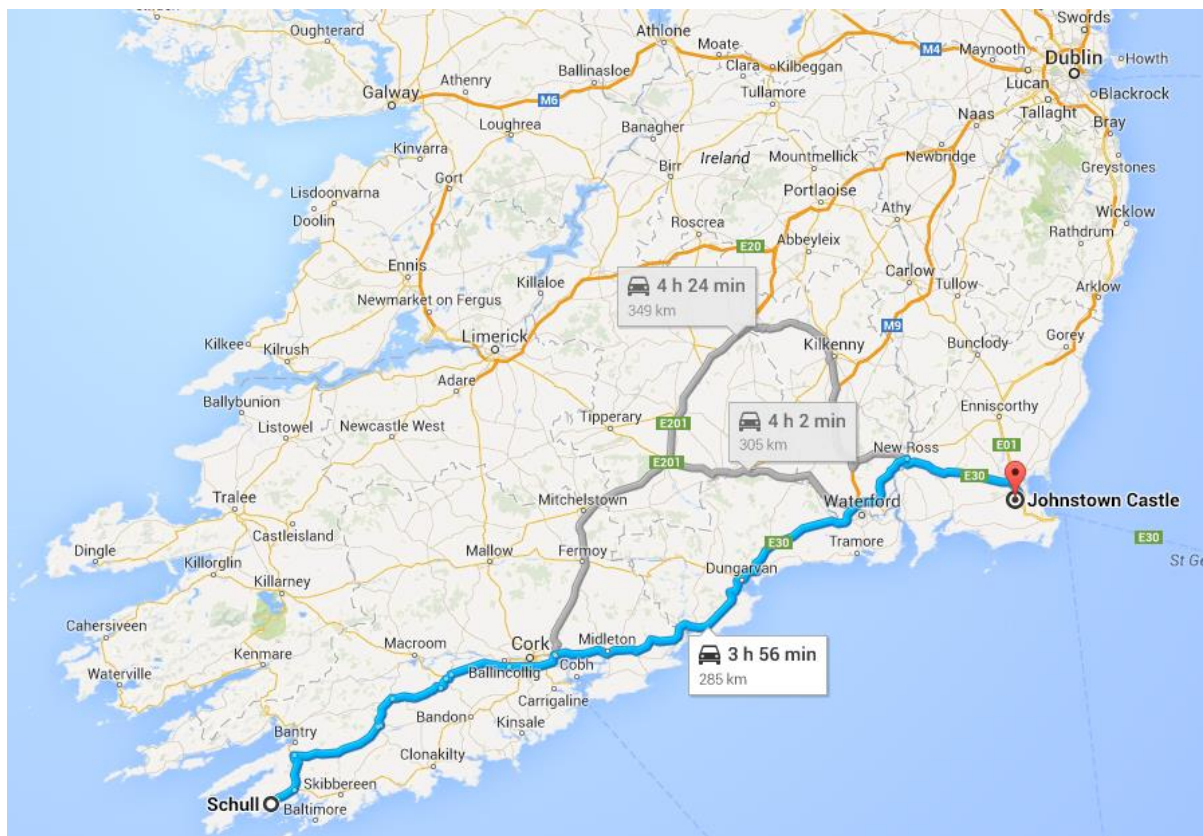 Oughterard
Athlone
Moate
M4
Maynooth
Swords
Dublin
Howth
Lucan
Blackrock
Tallaght
Bray
Clara
Kilbeggan
Ballinasloe
Athenry
Galway
M6
Tullamore
Naas
Loughrea
Banagher
Newbridge
Greystones
Kinvarra
Birr
Ireland
Mountmellick
Gort
Portlaoise
Lisdoonvarna
Doolin
Athy
Wicklow
Roscrea
Rathdrum
E20
Abbeyleix
Ennis
Killaloe
Carlow
Tullow
Arklow
4 h 24 min
349 km
Newmarket on Fergus
M9
Limerick
Kilkee
Kilrush
Kilkenny
Bunclody
Gorey
Adare
Ballybunion
Tipperary
E201
4 h 2 min
305 km
Enniscorthy
Listowel
Newcastle West
E01
New Ross
E201
E30
Mitchelstown
Waterford
Johnstown Castle
Tralee
Castleisland
E30
Tramore
E30
St Ge
Dingle
Mallow
Fermoy
Dungarvan
Killorglin
Killarney
Cahersiveen
Macroom
Cork
Midleton
3 h 56 min
285 km
Kenmare
Waterville
Ballincollig
Cobh
Carrigaline
Bandon
Kinsale
Bantry
Clonakilty
Skibbereen
Schull
Baltimore